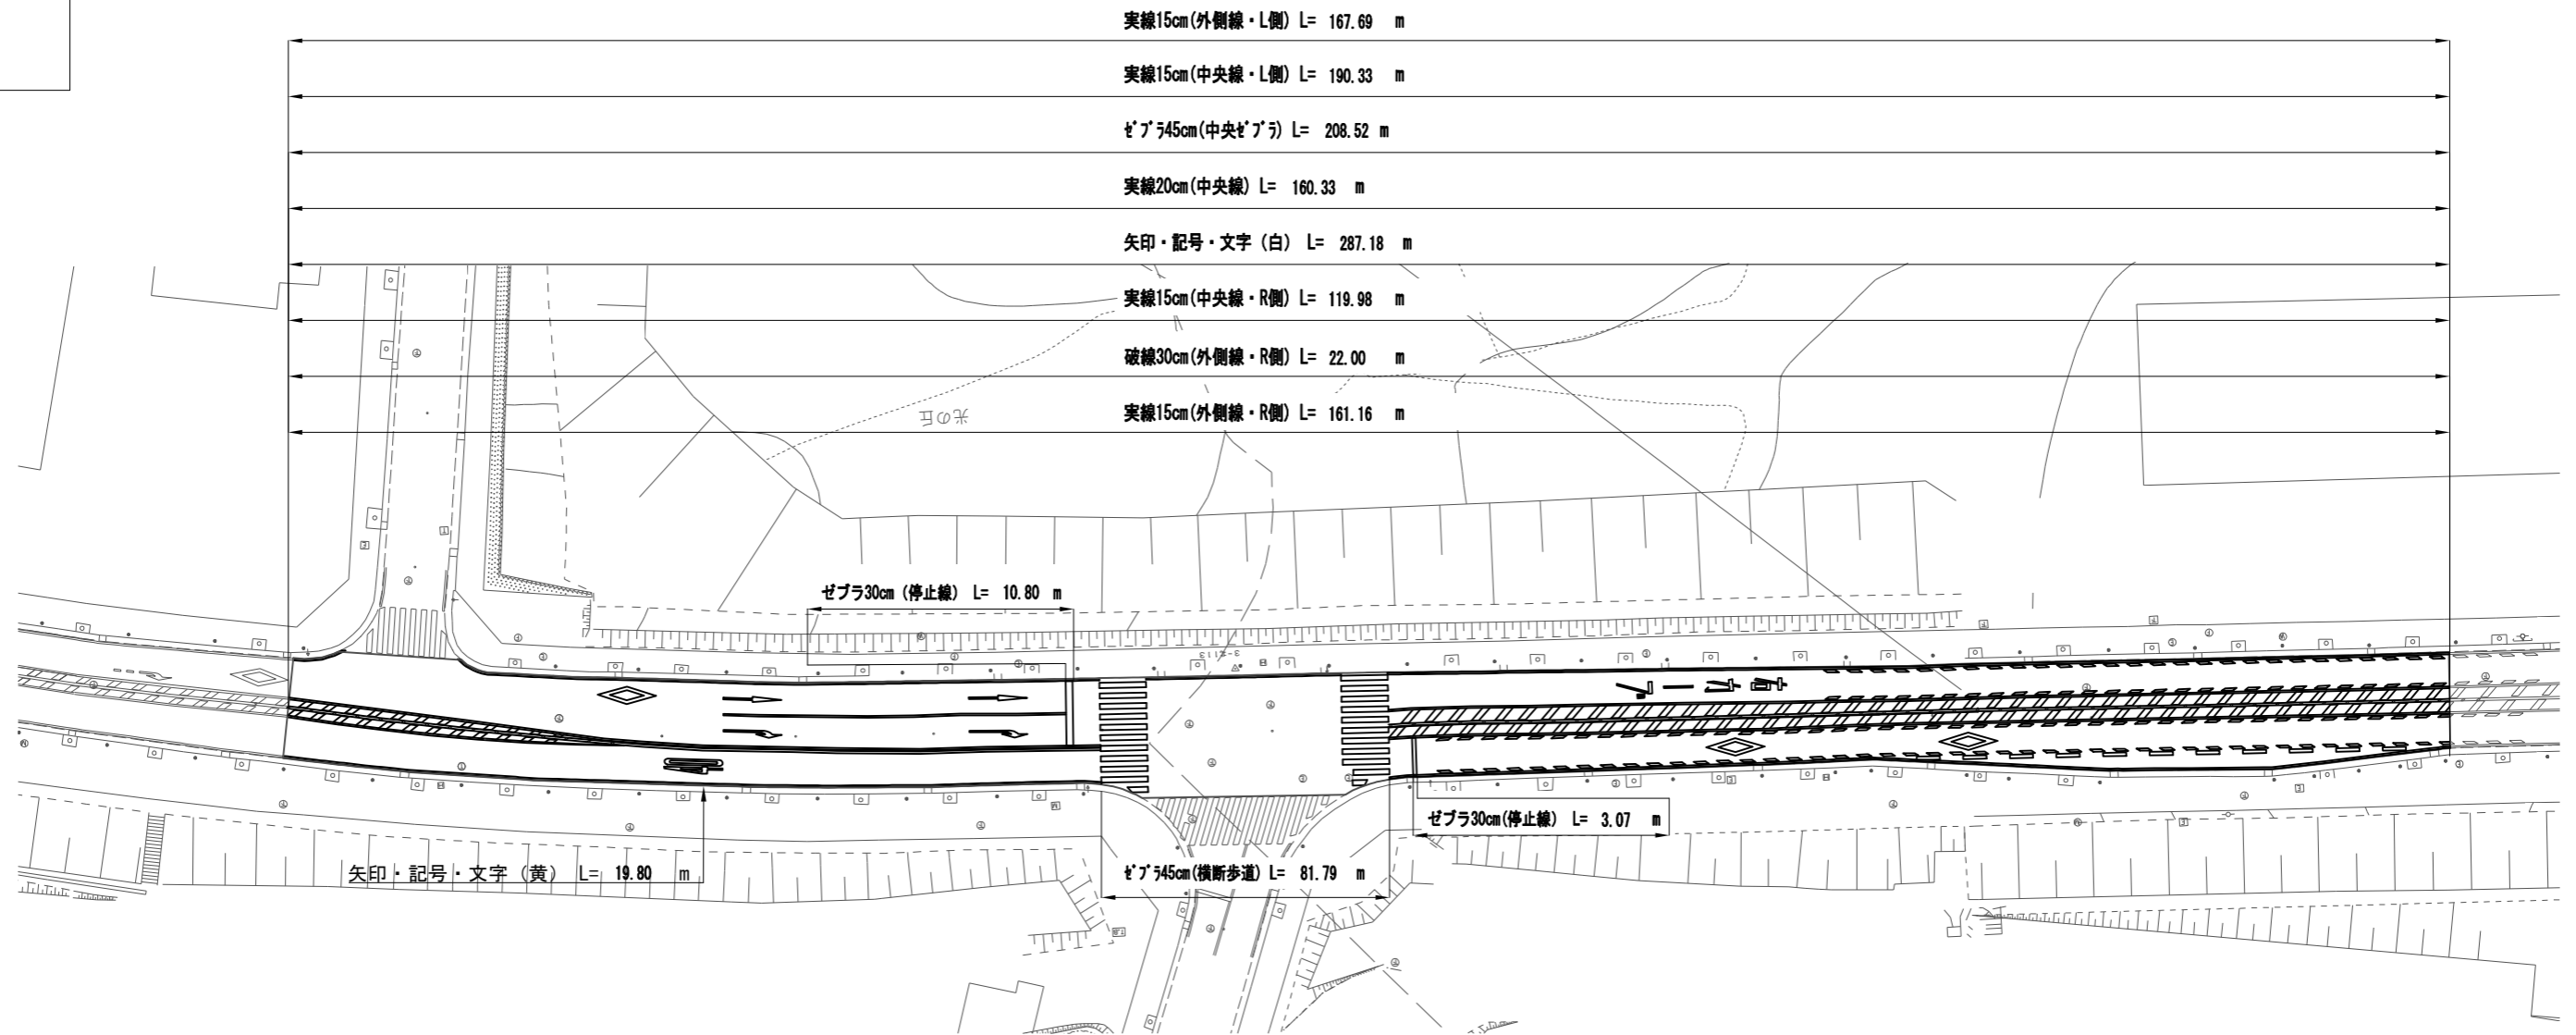 実線15cm(外側線・L側) L= 167.69 m
実線15cm(中央線・L側) L= 190.33 m
ｾﾞﾌﾞﾗ45cm(中央ｾﾞﾌﾞﾗ) L= 208.52 m
実線20cm(中央線) L= 160.33 m
矢印・記号・文字（白） L= 287.18 m
実線15cm(中央線・R側) L= 119.98 m
破線30cm(外側線・R側) L= 22.00 m
実線15cm(外側線・R側) L= 161.16 m
光の丘
ゼブラ30cm（停止線） L= 10.80 m
ゼブラ30cm(停止線) L= 3.07 m
矢印・記号・文字（黄） L= 19.80 m
ｾﾞﾌﾞﾗ45cm(横断歩道) L= 81.79 m